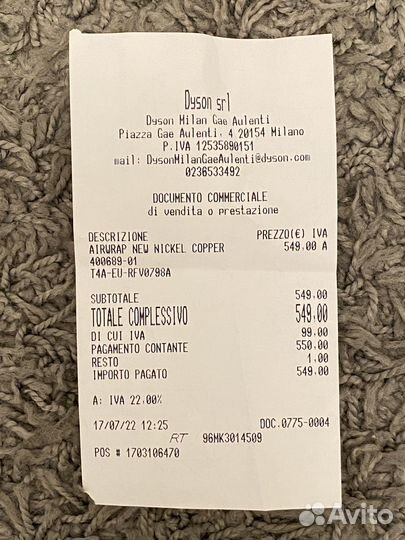 Dyson srl
Dyson Milan Gae Aulenti
Piazza Gae Aulenti, 4 20154 Milano
P.IVA 12535890151
mail: DysonMilanGaeAulenti@dyson.com
0236533492
DOCUMENTO COMMERCIALE
di vendita o prestazione
DESCRIZIONE PREZZO(€) IVA
AIRWRAP NEW NICKEL COPPER 549,00 A
400689-01
T4A-EU-RFV0798A
SUBTOTALE 549,00
TOTALE COMPLESSIVO 549,00
DI CUI IVA 99,00
PAGAMENTO CONTANTE 550,00
RESTO 1,00
IMPORTO PAGATO 549,00
A: IVA 22,00%
17/07/22 12:25 DOC.0775-0004
RT 96MK3014509
POS # 1703106470
Avito